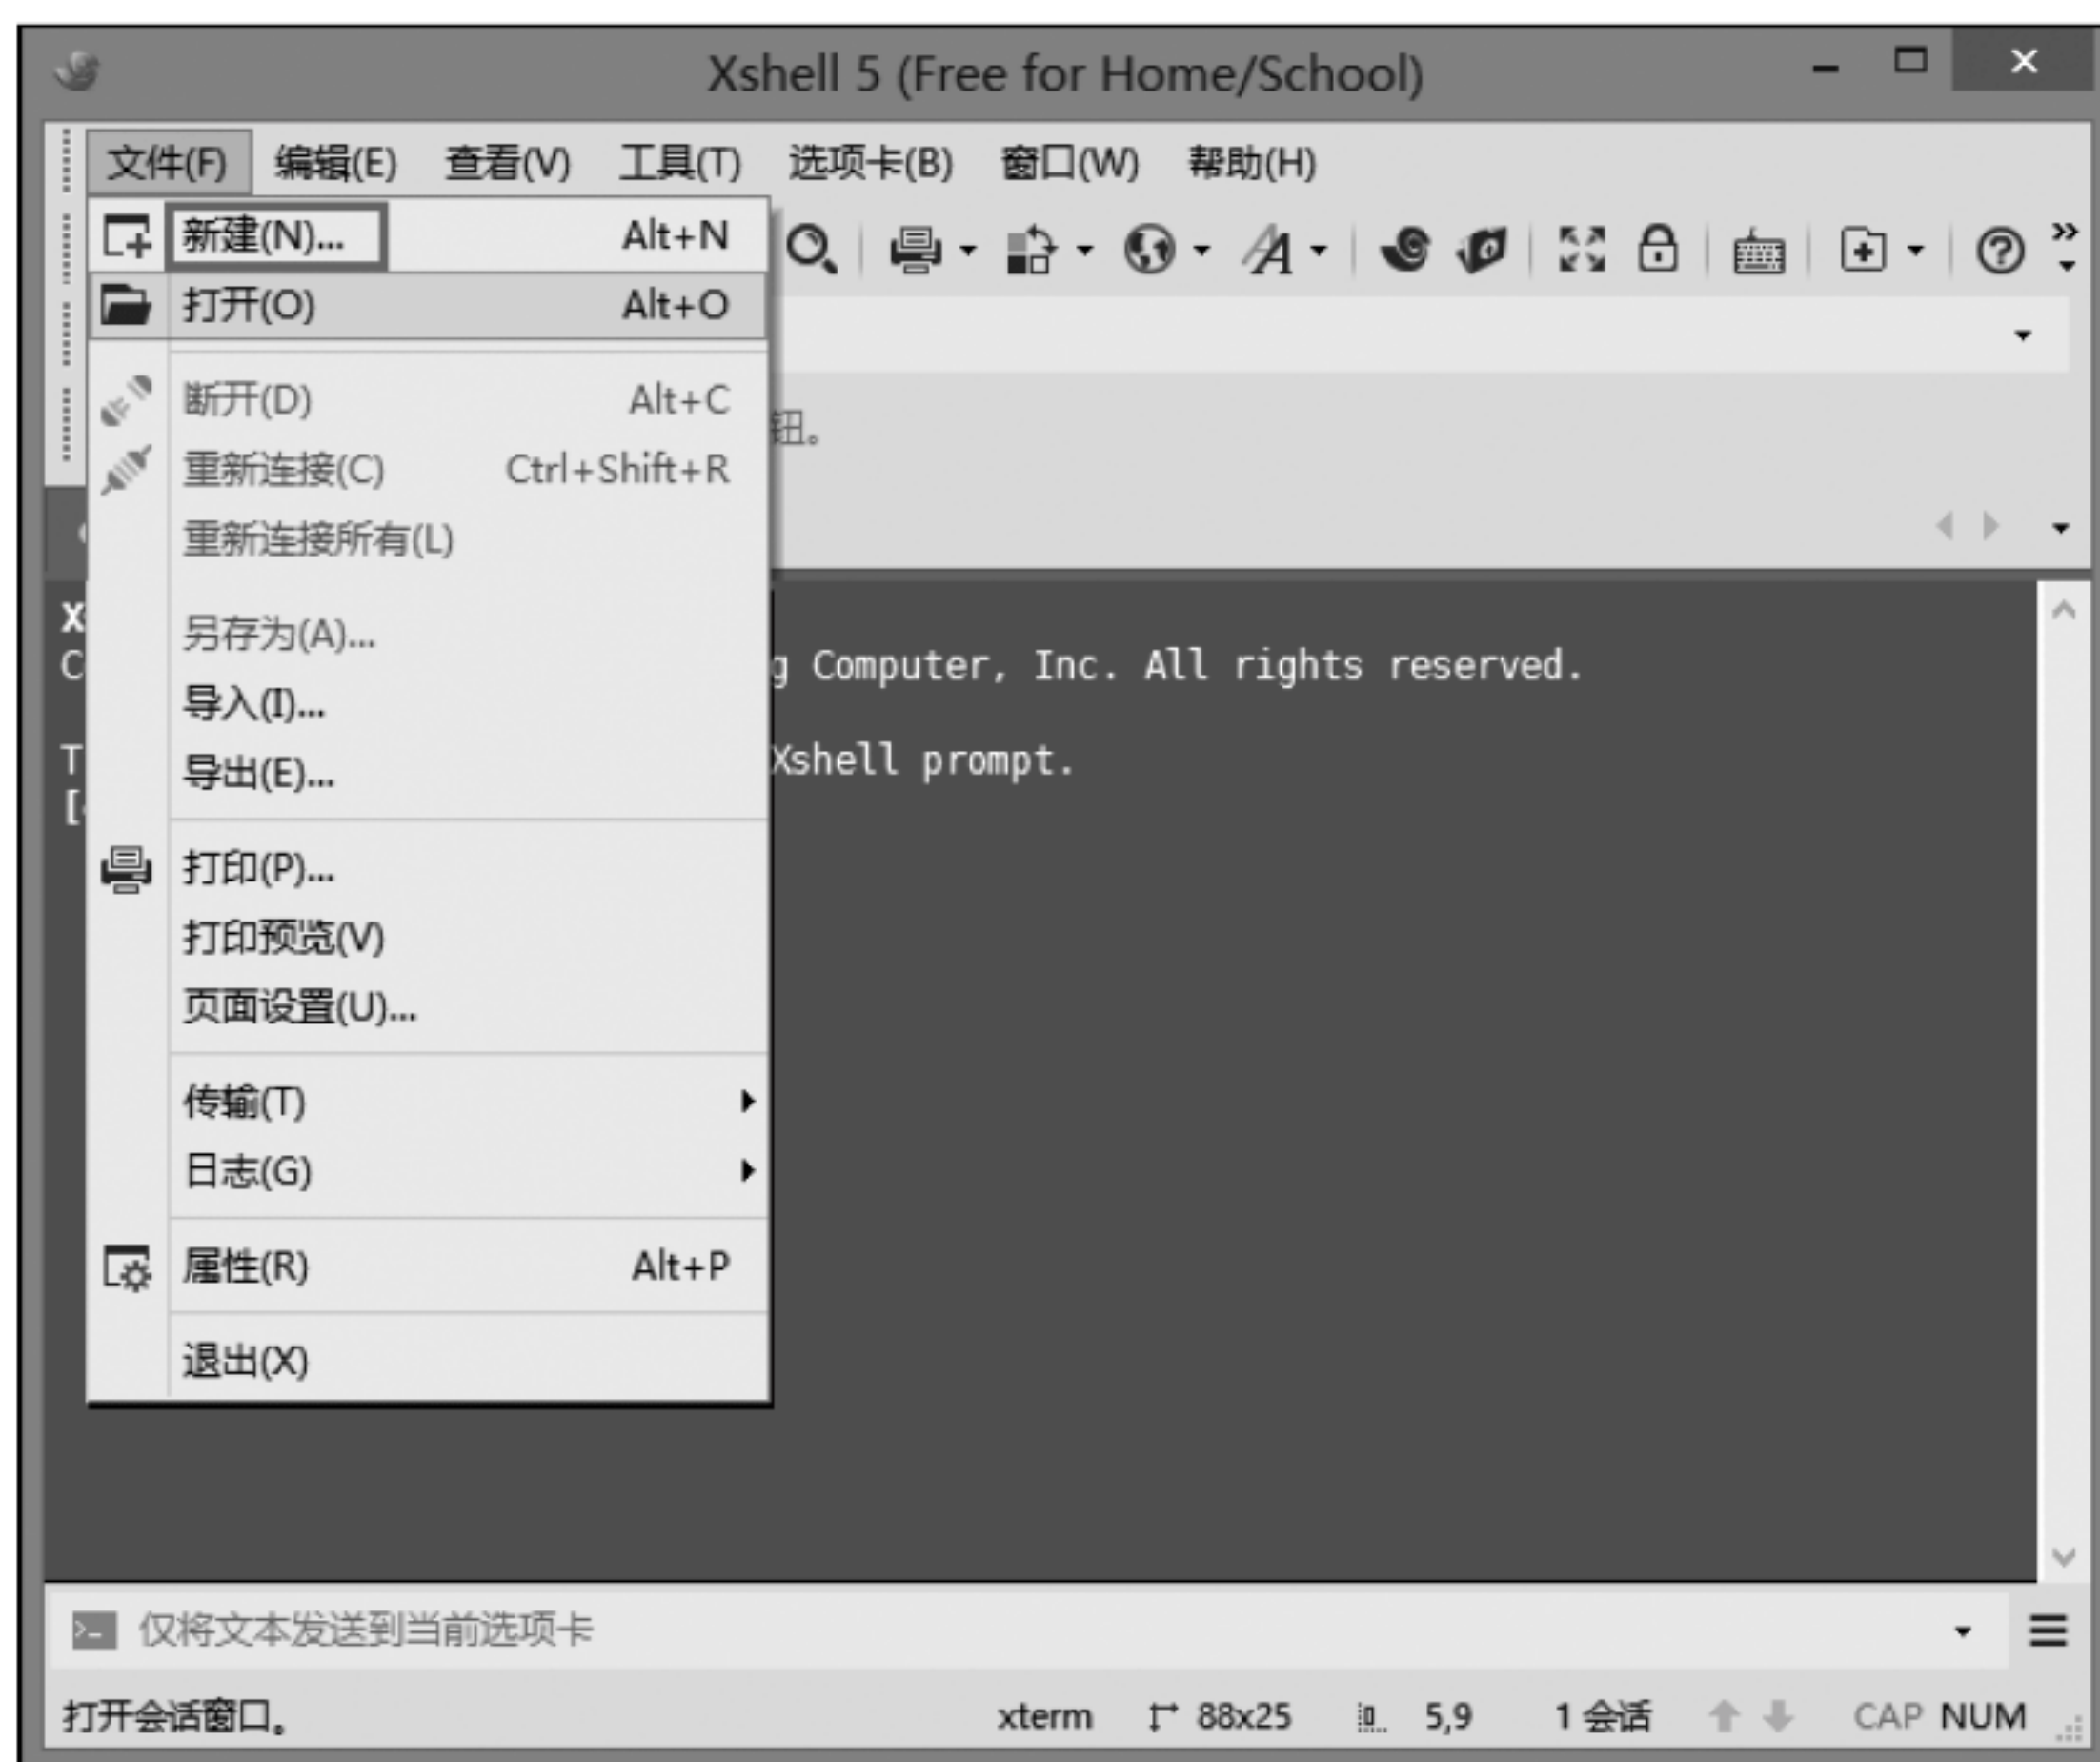 Xshell 5 (Free for Home/School)
文件(F) 编辑(E) 查看(V) 工具(T) 选项卡(B) 窗口(W) 帮助(H)
新建(N)... Alt+N
打开(O) Alt+O
断开(D) Alt+C
钮。
重新连接(C) Ctrl+Shift+R
重新连接所有(L)
X
另存为(A)...
C g Computer, Inc. All rights reserved.
导入(I)...
T Xshell prompt.
导出(E)...
[
打印(P)...
打印预览(V)
页面设置(U)...
传输(T)
日志(G)
属性(R) Alt+P
退出(X)
仅将文本发送到当前选项卡
打开会话窗口。 xterm 88x25 5,9 1 会话 CAP NUM